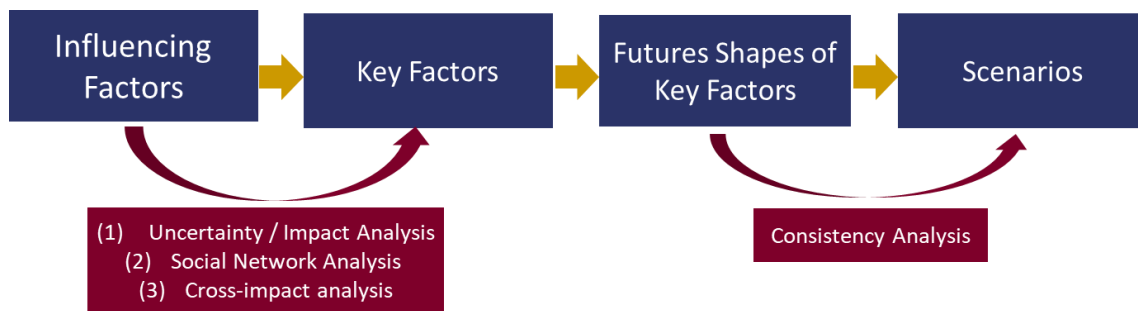 Influencing
Factors
Key Factors
Futures Shapes of
Key Factors
Scenarios
(1) Uncertainty / Impact Analysis
(2) Social Network Analysis
(3) Cross-impact analysis
Consistency Analysis